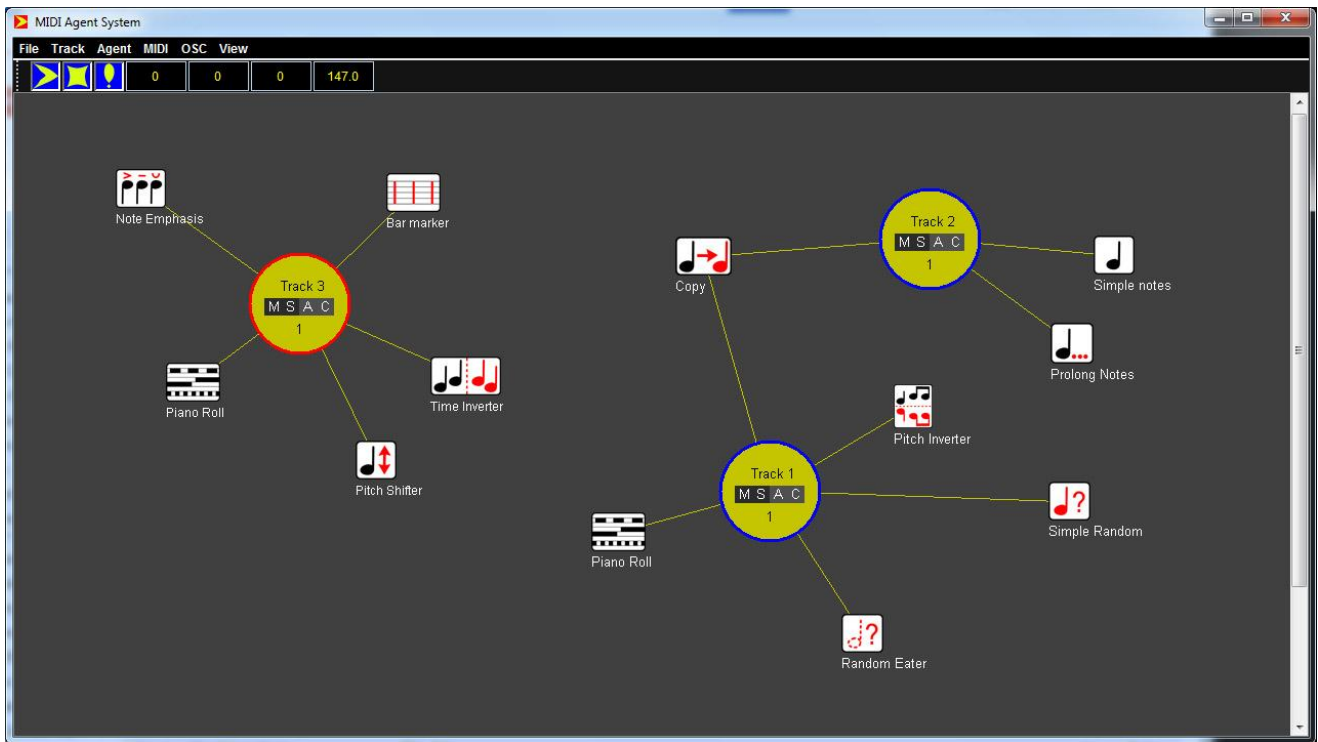 MIDI Agent System
File Track Agent MIDI OSC View
0 0 0 147.0
Note Emphasis
Bar marker
Track 3
M S A C
1
Piano Roll
Time Inverter
Pitch Shifter
Track 2
M S A C
1
Copy
Simple notes
Prolong Notes
Pitch Inverter
Track 1
M S A C
1
Simple Random
Piano Roll
Random Eater